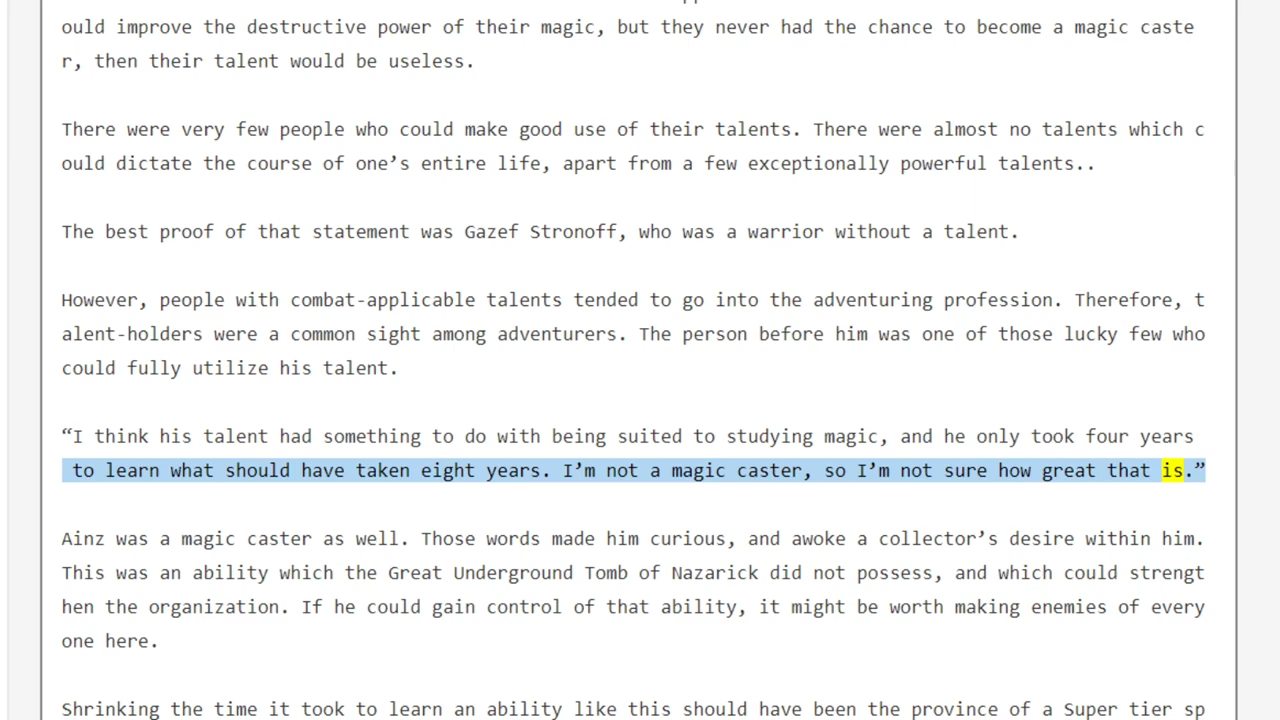 ould improve the destructive power of their magic, but they never had the chance to become a magic caste
r, then their talent would be useless.
There were very few people who could make good use of their talents. There were almost no talents which c
ould dictate the course of one’s entire life, apart from a few exceptionally powerful talents..
The best proof of that statement was Gazef Stronoff, who was a warrior without a talent.
However, people with combat-applicable talents tended to go into the adventuring profession. Therefore, t
alent-holders were a common sight among adventurers. The person before him was one of those lucky few who
could fully utilize his talent.
“I think his talent had something to do with being suited to studying magic, and he only took four years
to learn what should have taken eight years. I’m not a magic caster, so I’m not sure how great that is.”
Ainz was a magic caster as well. Those words made him curious, and awoke a collector’s desire within him.
This was an ability which the Great Underground Tomb of Nazarick did not possess, and which could strengt
hen the organization. If he could gain control of that ability, it might be worth making enemies of every
one here.
Shrinking the time it took to learn an ability like this should have been the province of a Super tier sp